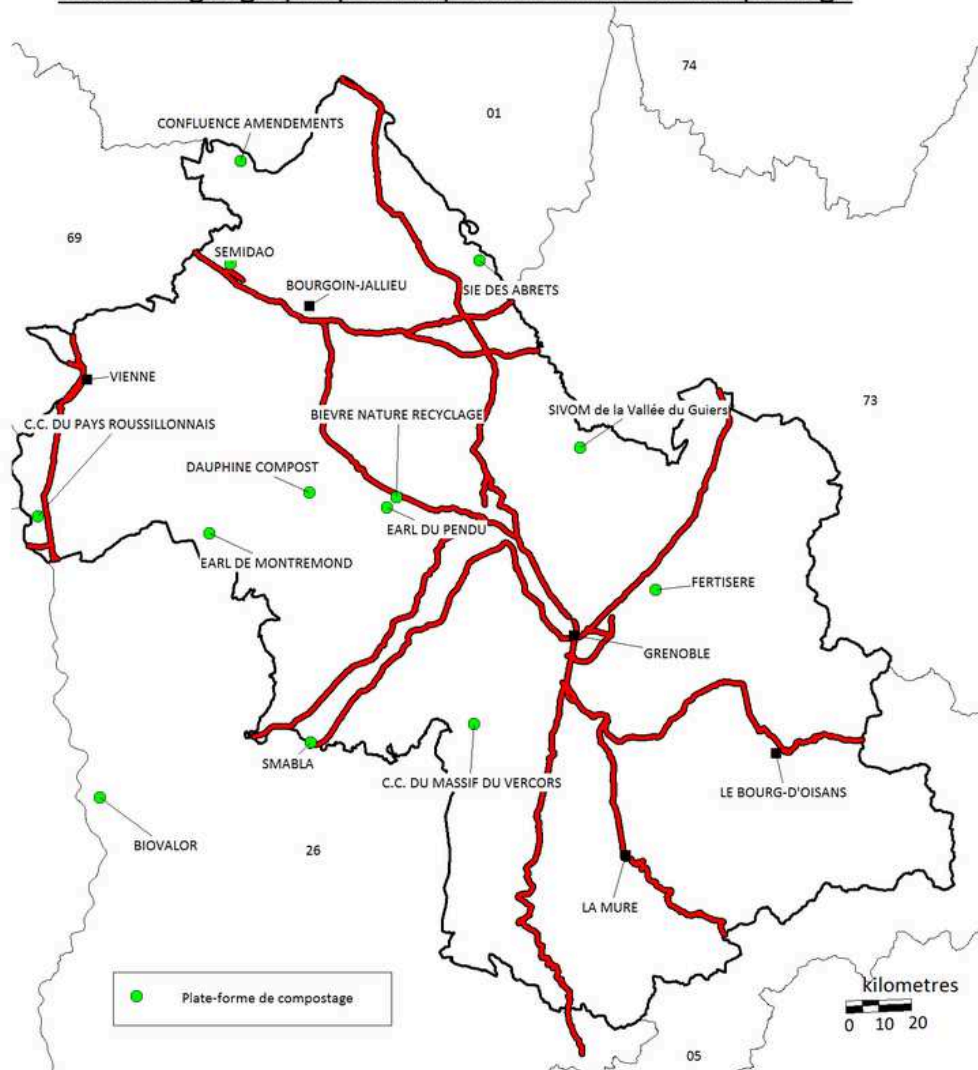 74
01
CONFLUENCE AMENDEMENTS
69
SEMIDAO
SIE DES ABRETS
BOURGOIN-JALLIEU
VIENNE
73
SIVOM de la Vallée du Guiers
BIEVRE NATURE RECYCLAGE
C.C. DU PAYS ROUSSILLONNAIS
DAUPHINE COMPOST
EARL DU PENDU
EARL DE MONTREMOND
FERTISERE
GRENOBLE
SMABLA
C.C. DU MASSIF DU VERCORS
LE BOURG-D'OISANS
BIOVALOR
26
LA MURE
Plate-forme de compostage
kilometres
0 10 20
05